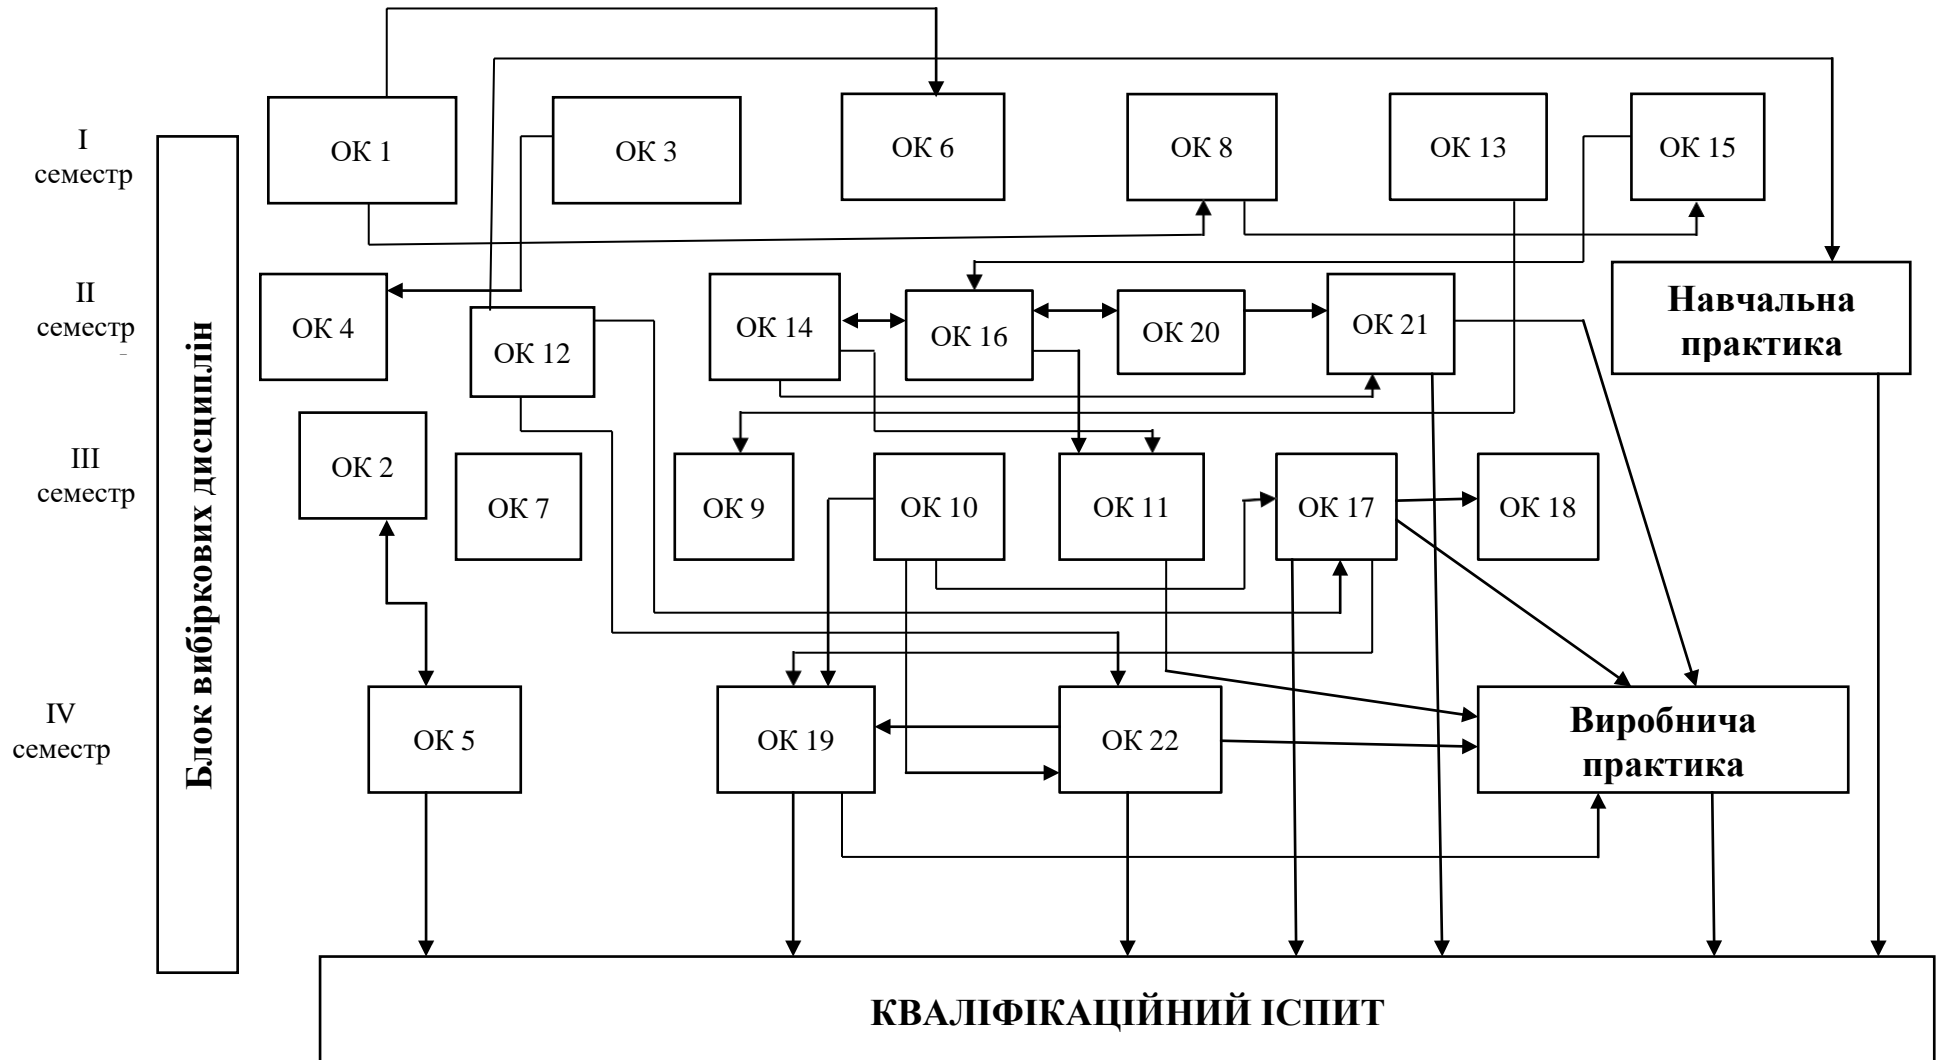 I
семестр
ОК 1
ОК 3
ОК 6
ОК 8
ОК 13
ОК 15
II
семестр
ОК 4
ОК 12
ОК 14
ОК 16
ОК 20
ОК 21
Навчальна
практика
III
семестр
ОК 2
ОК 7
ОК 9
ОК 10
ОК 11
ОК 17
ОК 18
IV
семестр
ОК 5
ОК 19
ОК 22
Виробнича
практика
Блок вибіркових дисциплін
КВАЛІФІКАЦІЙНИЙ ІСПИТ